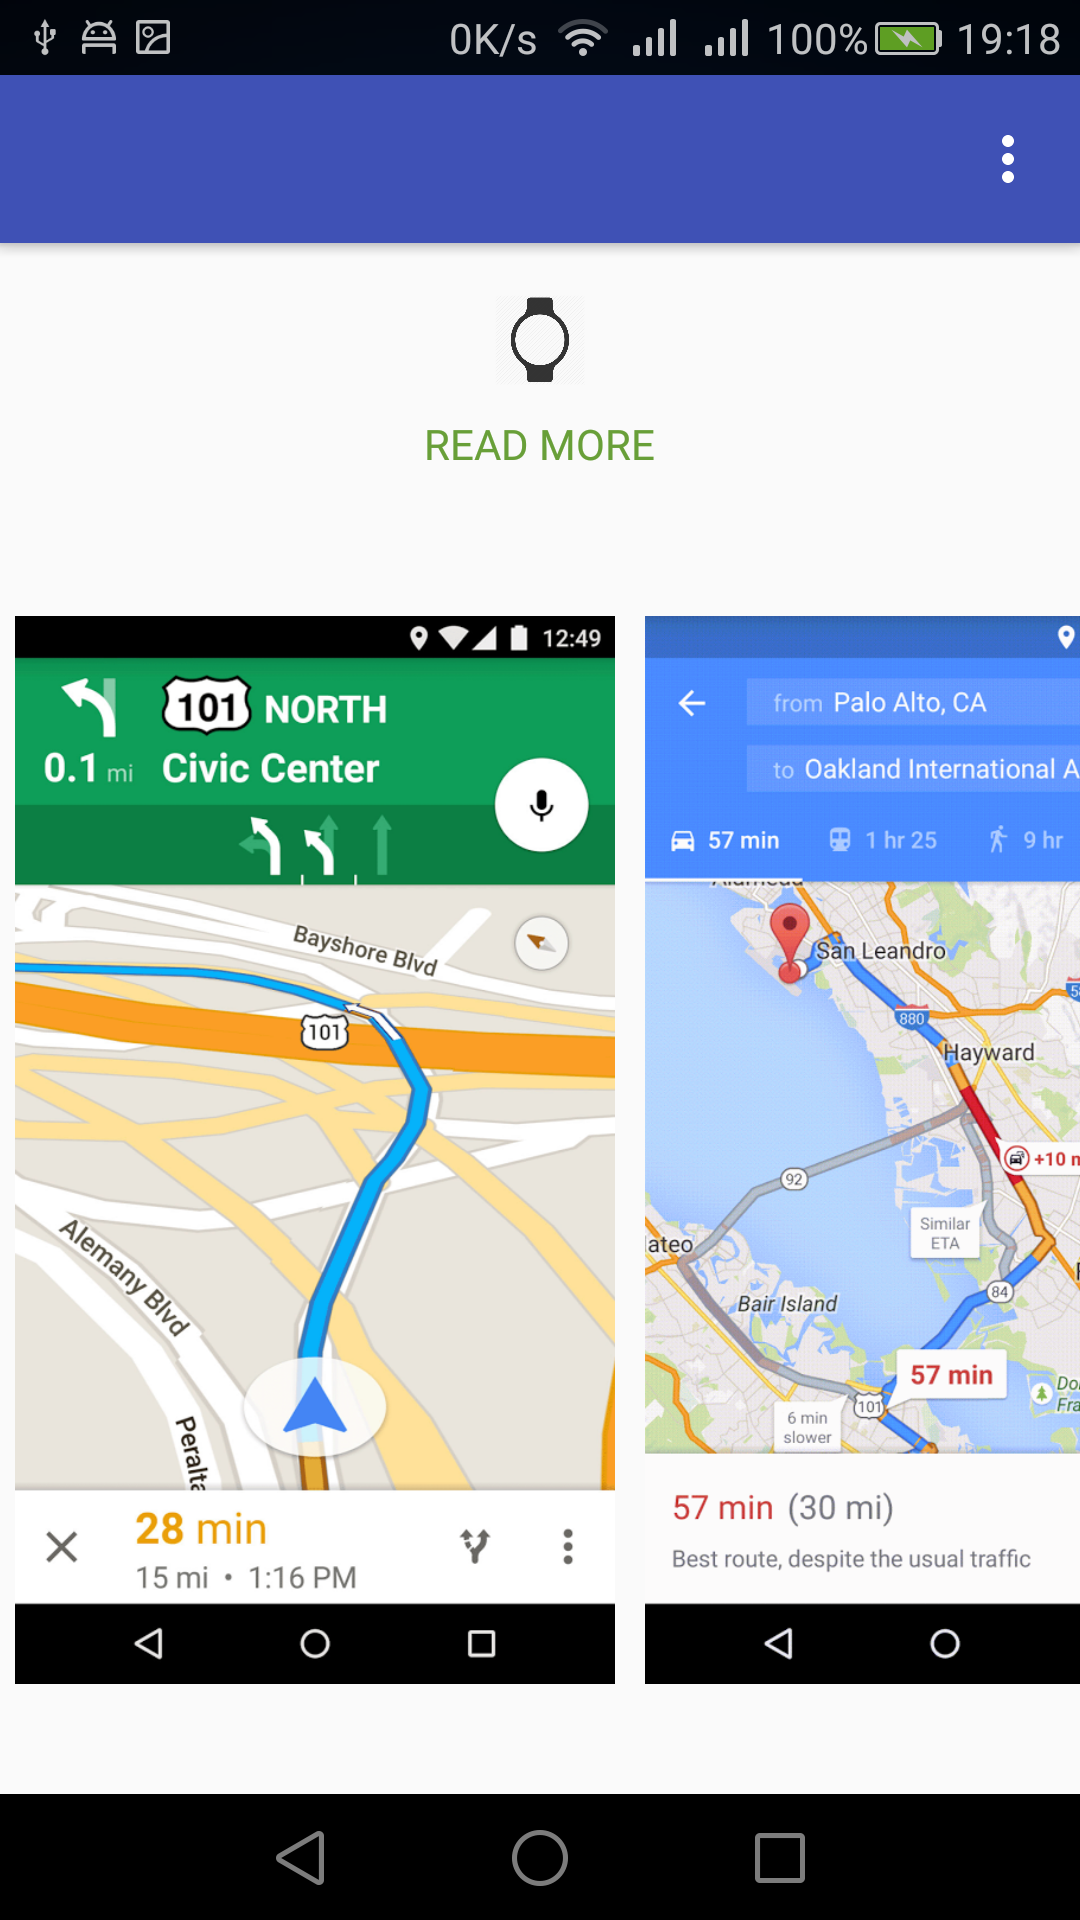 0K/s 100% 19:18
READ MORE
12:49
101 NORTH
0.1 mi Civic Center
Bayshore Blvd
101
Alemany Blvd
28 min
15 mi • 1:16 PM
from Palo Alto, CA
to Oakland International A
57 min 1 hr 25 9 hr
Alameda
San Leandro
880
Hayward
+10 m
92
Similar
ETA
ateo
84
Bair Island
57 min
101
6 min
slower
57 min (30 mi)
Best route, despite the usual traffic